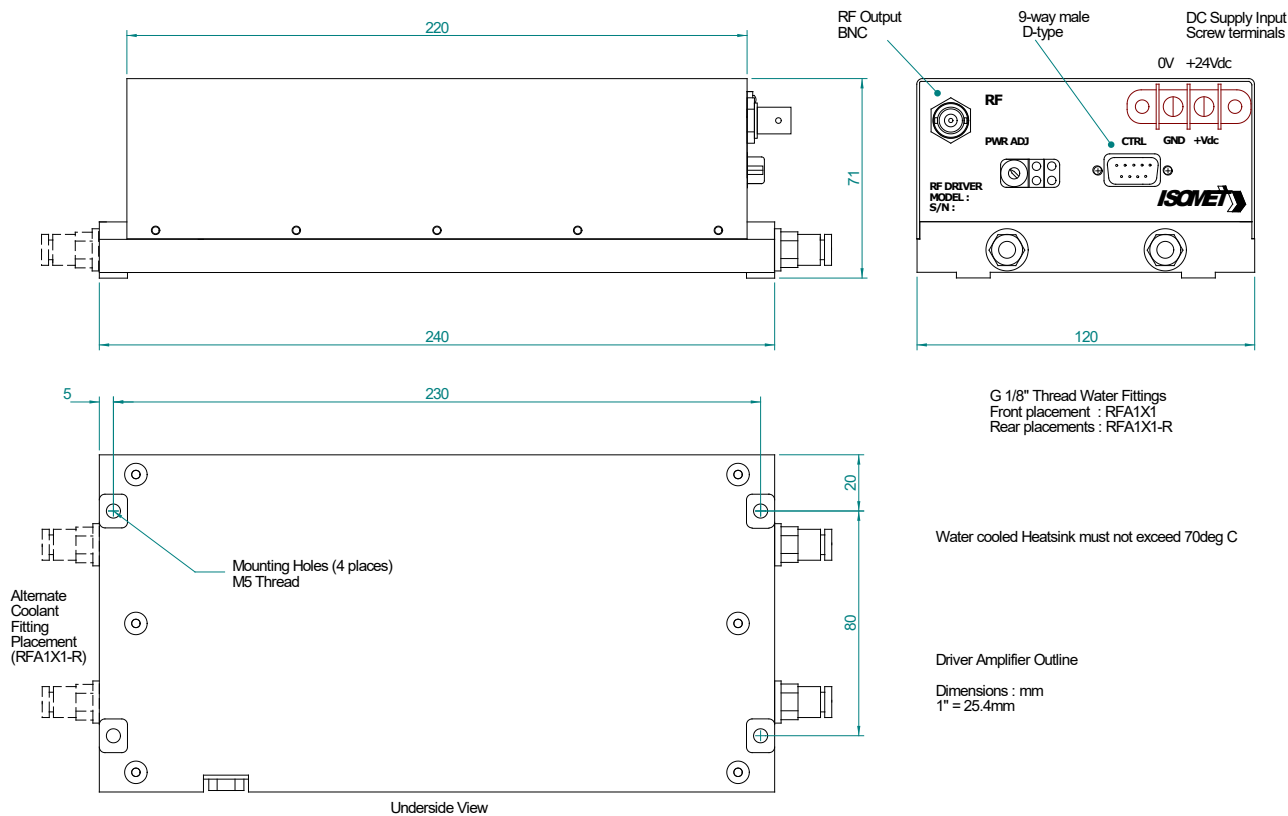 220
71
240
RF Output
BNC
9-way male
D-type
DC Supply Input
Screw terminals
0V +24Vdc
RF
PWR ADJ
CTRL GND +Vdc
RF DRIVER
MODEL :
S/N :
ISOMET
120
5
230
20
80
Mounting Holes (4 places)
M5 Thread
Alternate
Coolant
Fitting
Placement
(RFA1X1-R)
Underside View
G 1/8" Thread Water Fittings
Front placement : RFA1X1
Rear placements : RFA1X1-R
Water cooled Heatsink must not exceed 70deg C
Driver Amplifier Outline
Dimensions : mm
1" = 25.4mm